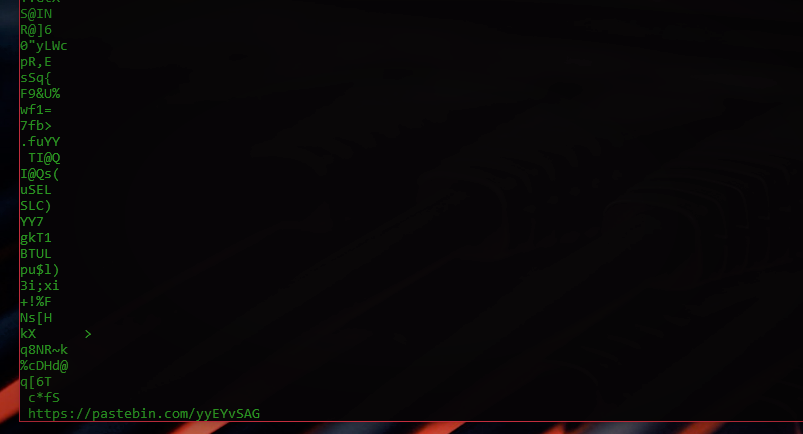 S@IN
R@]6
0"yLWc
pR,E
sSq{
F9&U%
wf1=
7fb>
.fuYY
TI@Q
I@Qs(
uSEL
SLC)
YY7
gkT1
BTUL
pu$l)
3i;xi
+!%F
Ns[H
kX      >
q8NR~k
%cDHd@
q[6T
c*fS
https://pastebin.com/yyEYvSAG